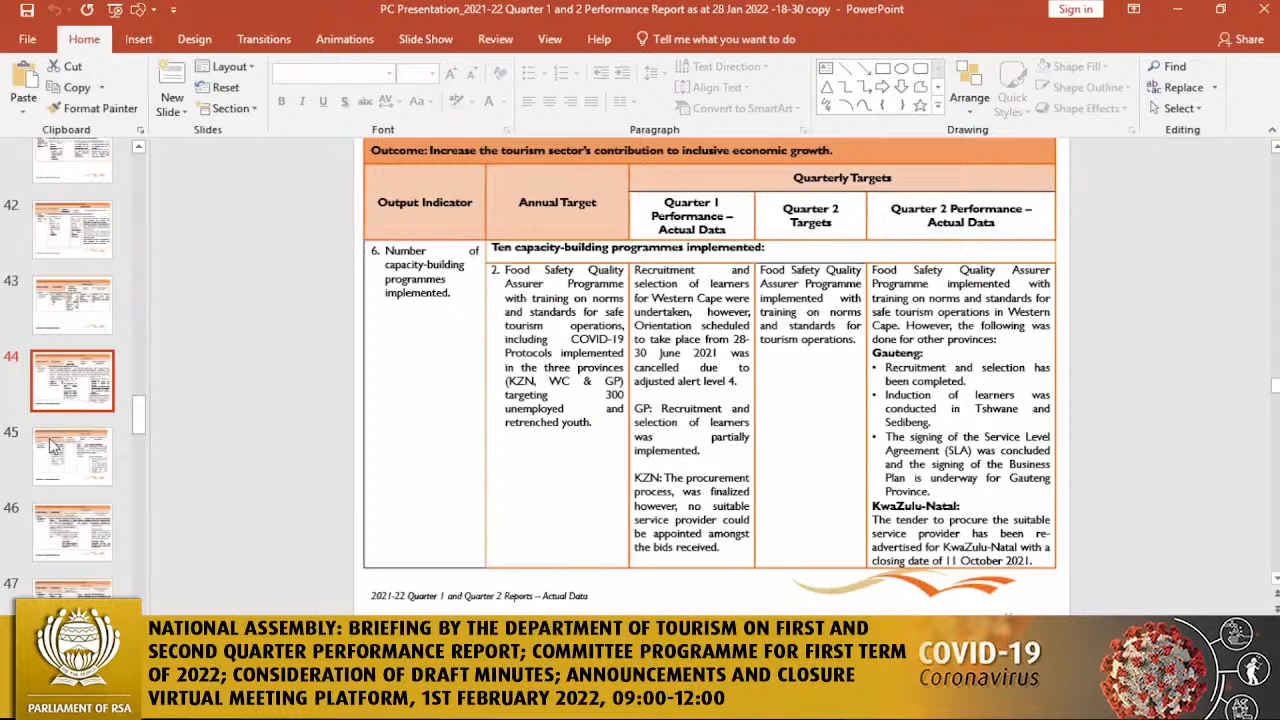 PC Presentation_2021-22 Quarter 1 and 2 Performance Report as at 28 Jan 2022 -18-30 copy - PowerPoint
Sign in
File Home Insert Design Transitions Animations Slide Show Review View Help Tell me what you want to do Share
Paste
Cut
Copy
Format Painter
Clipboard
New
Slide
Layout
Reset
Section
Slides
B I U S abc AV Aa A
Font
Text Direction
Align Text
Convert to SmartArt
Paragraph
Arrange
Quick
Styles
Shape Fill
Shape Outline
Shape Effects
Drawing
Find
Replace
Select
Editing
42
43
44
45
46
47
Outcome: Increase the tourism sector's contribution to inclusive economic growth.
Output Indicator
Annual Target
Quarterly Targets
Quarter 1
Performance –
Actual Data
Quarter 2
Targets
Quarter 2 Performance –
Actual Data
6. Number of
capacity-building
programmes
implemented.
Ten capacity-building programmes implemented:
2. Food Safety Quality
Assurer Programme
with training on norms
and standards for safe
tourism operations,
including COVID-19
Protocols implemented
in the three provinces
(KZN, WC & GP)
targeting 300
unemployed and
retrenched youth.
Recruitment and
selection of learners
for Western Cape were
undertaken, however,
Orientation scheduled
to take place from 28-
30 June 2021 was
cancelled due to
adjusted alert level 4.
GP: Recruitment and
selection of learners
was partially
implemented.
KZN: The procurement
process, was finalized
however, no suitable
service provider could
be appointed amongst
the bids received.
Food Safety Quality
Assurer Programme
implemented with
training on norms
and standards for
tourism operations.
Food Safety Quality Assurer
Programme implemented with
training on norms and standards for
safe tourism operations in Western
Cape. However, the following was
done for other provinces:
Gauteng:
• Recruitment and selection has
been completed.
• Induction of learners was
conducted in Tshwane and
Sedibeng.
• The signing of the Service Level
Agreement (SLA) was concluded
and the signing of the Business
Plan is underway for Gauteng
Province.
KwaZulu-Natal:
The tender to procure the suitable
service provider has been re-
advertised for KwaZulu-Natal with a
closing date of 11 October 2021.
2021-22 Quarter 1 and Quarter 2 Reports – Actual Data
PARLIAMENT OF RSA
NATIONAL ASSEMBLY: BRIEFING BY THE DEPARTMENT OF TOURISM ON FIRST AND
SECOND QUARTER PERFORMANCE REPORT; COMMITTEE PROGRAMME FOR FIRST TERM
OF 2022; CONSIDERATION OF DRAFT MINUTES; ANNOUNCEMENTS AND CLOSURE
VIRTUAL MEETING PLATFORM, 1ST FEBRUARY 2022, 09:00-12:00
COVID-19
Coronavirus